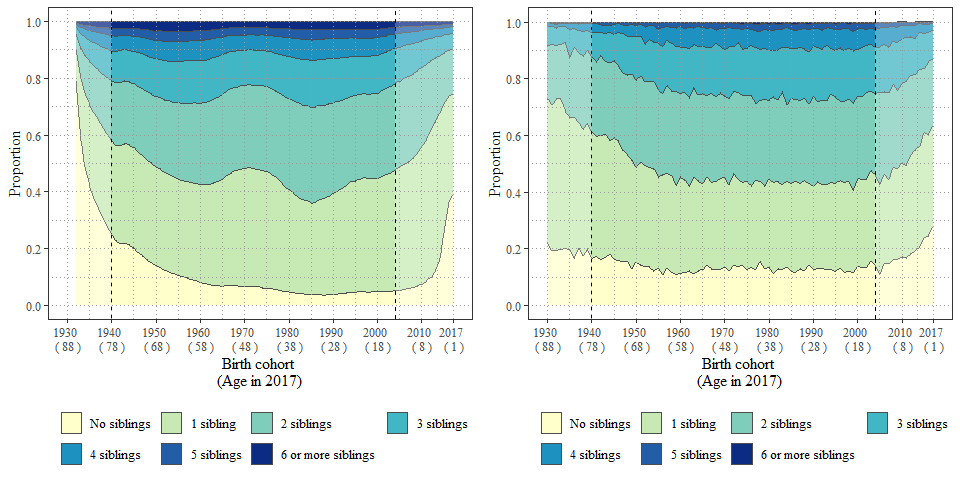 1.0
0.8
0.6
0.4
0.2
0.0
Proportion
1930 1940 1950 1960 1970 1980 1990 2000 2010 2017
( 88 ) ( 78 ) ( 68 ) ( 58 ) ( 48 ) ( 38 ) ( 28 ) ( 18 ) ( 8 ) ( 1 )
Birth cohort
(Age in 2017)
No siblings 1 sibling 2 siblings 3 siblings
4 siblings 5 siblings 6 or more siblings
1.0
0.8
0.6
0.4
0.2
0.0
Proportion
1930 1940 1950 1960 1970 1980 1990 2000 2010 2017
( 88 ) ( 78 ) ( 68 ) ( 58 ) ( 48 ) ( 38 ) ( 28 ) ( 18 ) ( 8 ) ( 1 )
Birth cohort
(Age in 2017)
No siblings 1 sibling 2 siblings 3 siblings
4 siblings 5 siblings 6 or more siblings